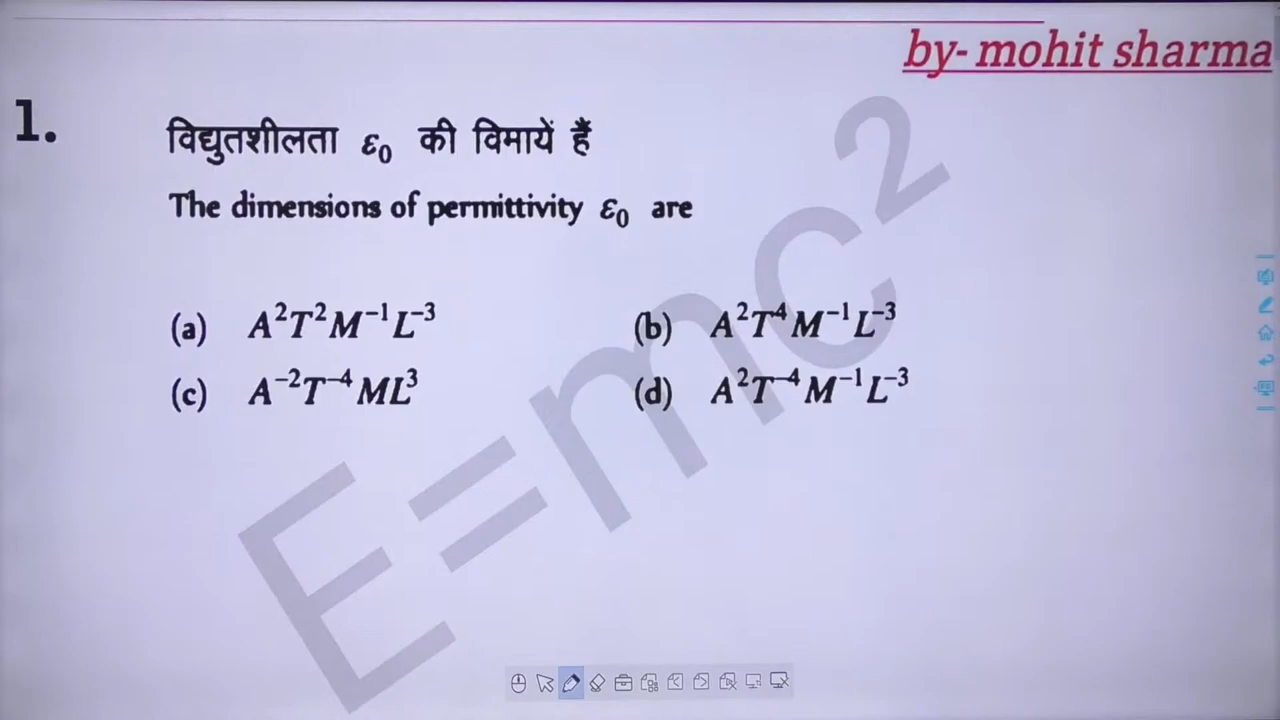 by- mohit sharma
1.
विद्युतशीलता ε₀ की विमायें हैं
The dimensions of permittivity ε₀ are
(a) A²T²M⁻¹L⁻³
(b) A²T⁴M⁻¹L⁻³
(c) A⁻²T⁻⁴ML³
(d) A²T⁻⁴M⁻¹L⁻³
E=mc²